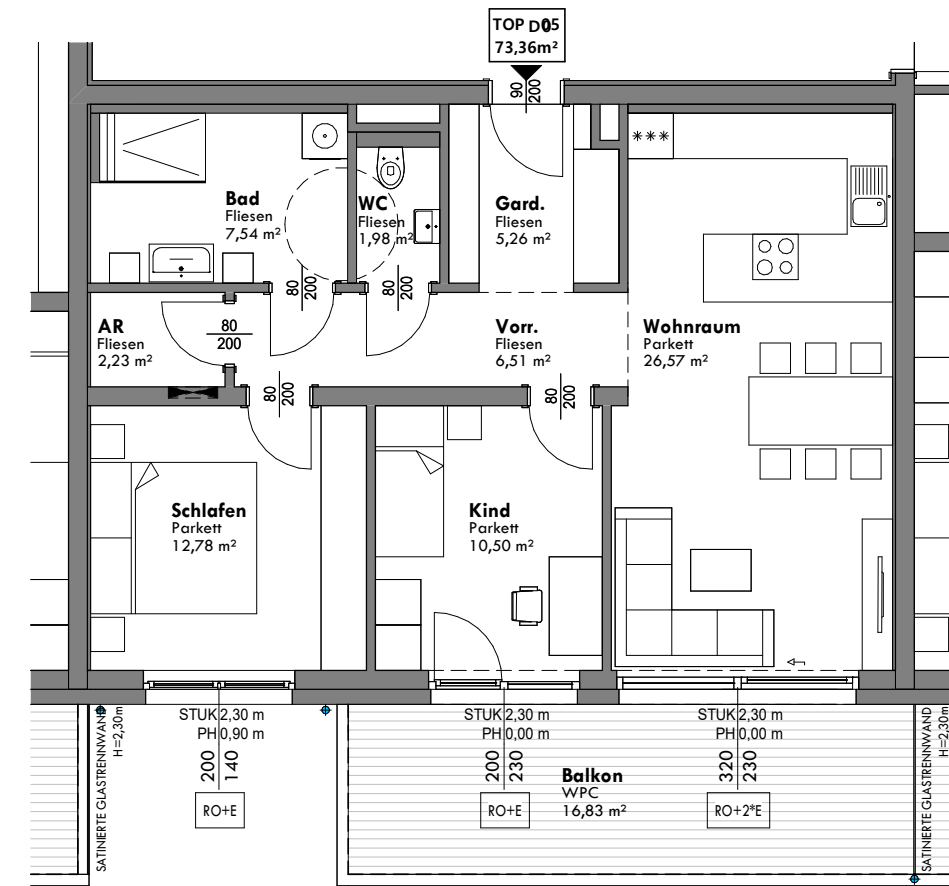 TOP D05
73,36m²
90
200
***
Bad
Fliesen
7,54 m²
WC
Fliesen
1,98 m²
Gard.
Fliesen
5,26 m²
80
200
80
200
AR
Fliesen
2,23 m²
80
200
Vorr.
Fliesen
6,51 m²
Wohnraum
Parkett
26,57 m²
80
200
80
200
Schlafen
Parkett
12,78 m²
Kind
Parkett
10,50 m²
SATINIERTE GLASTRENNWAND
H=2,30m
STUK 2,30 m
PH 0,90 m
200
140
RO+E
STUK 2,30 m
PH 0,00 m
200
230
RO+E
Balkon
WPC
16,83 m²
STUK 2,30 m
PH 0,00 m
320
230
RO+2*E
SATINIERTE GLASTRENNWAND
H=2,30m